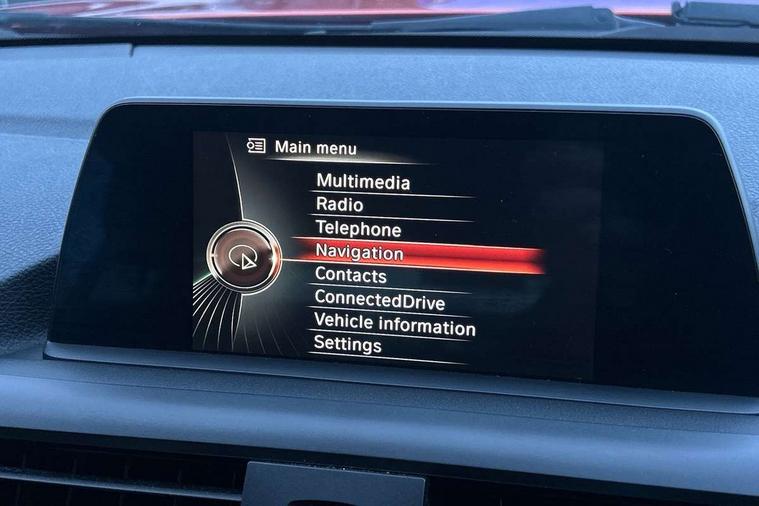 Main menu
Multimedia
Radio
Telephone
Navigation
Contacts
ConnectedDrive
Vehicle information
Settings